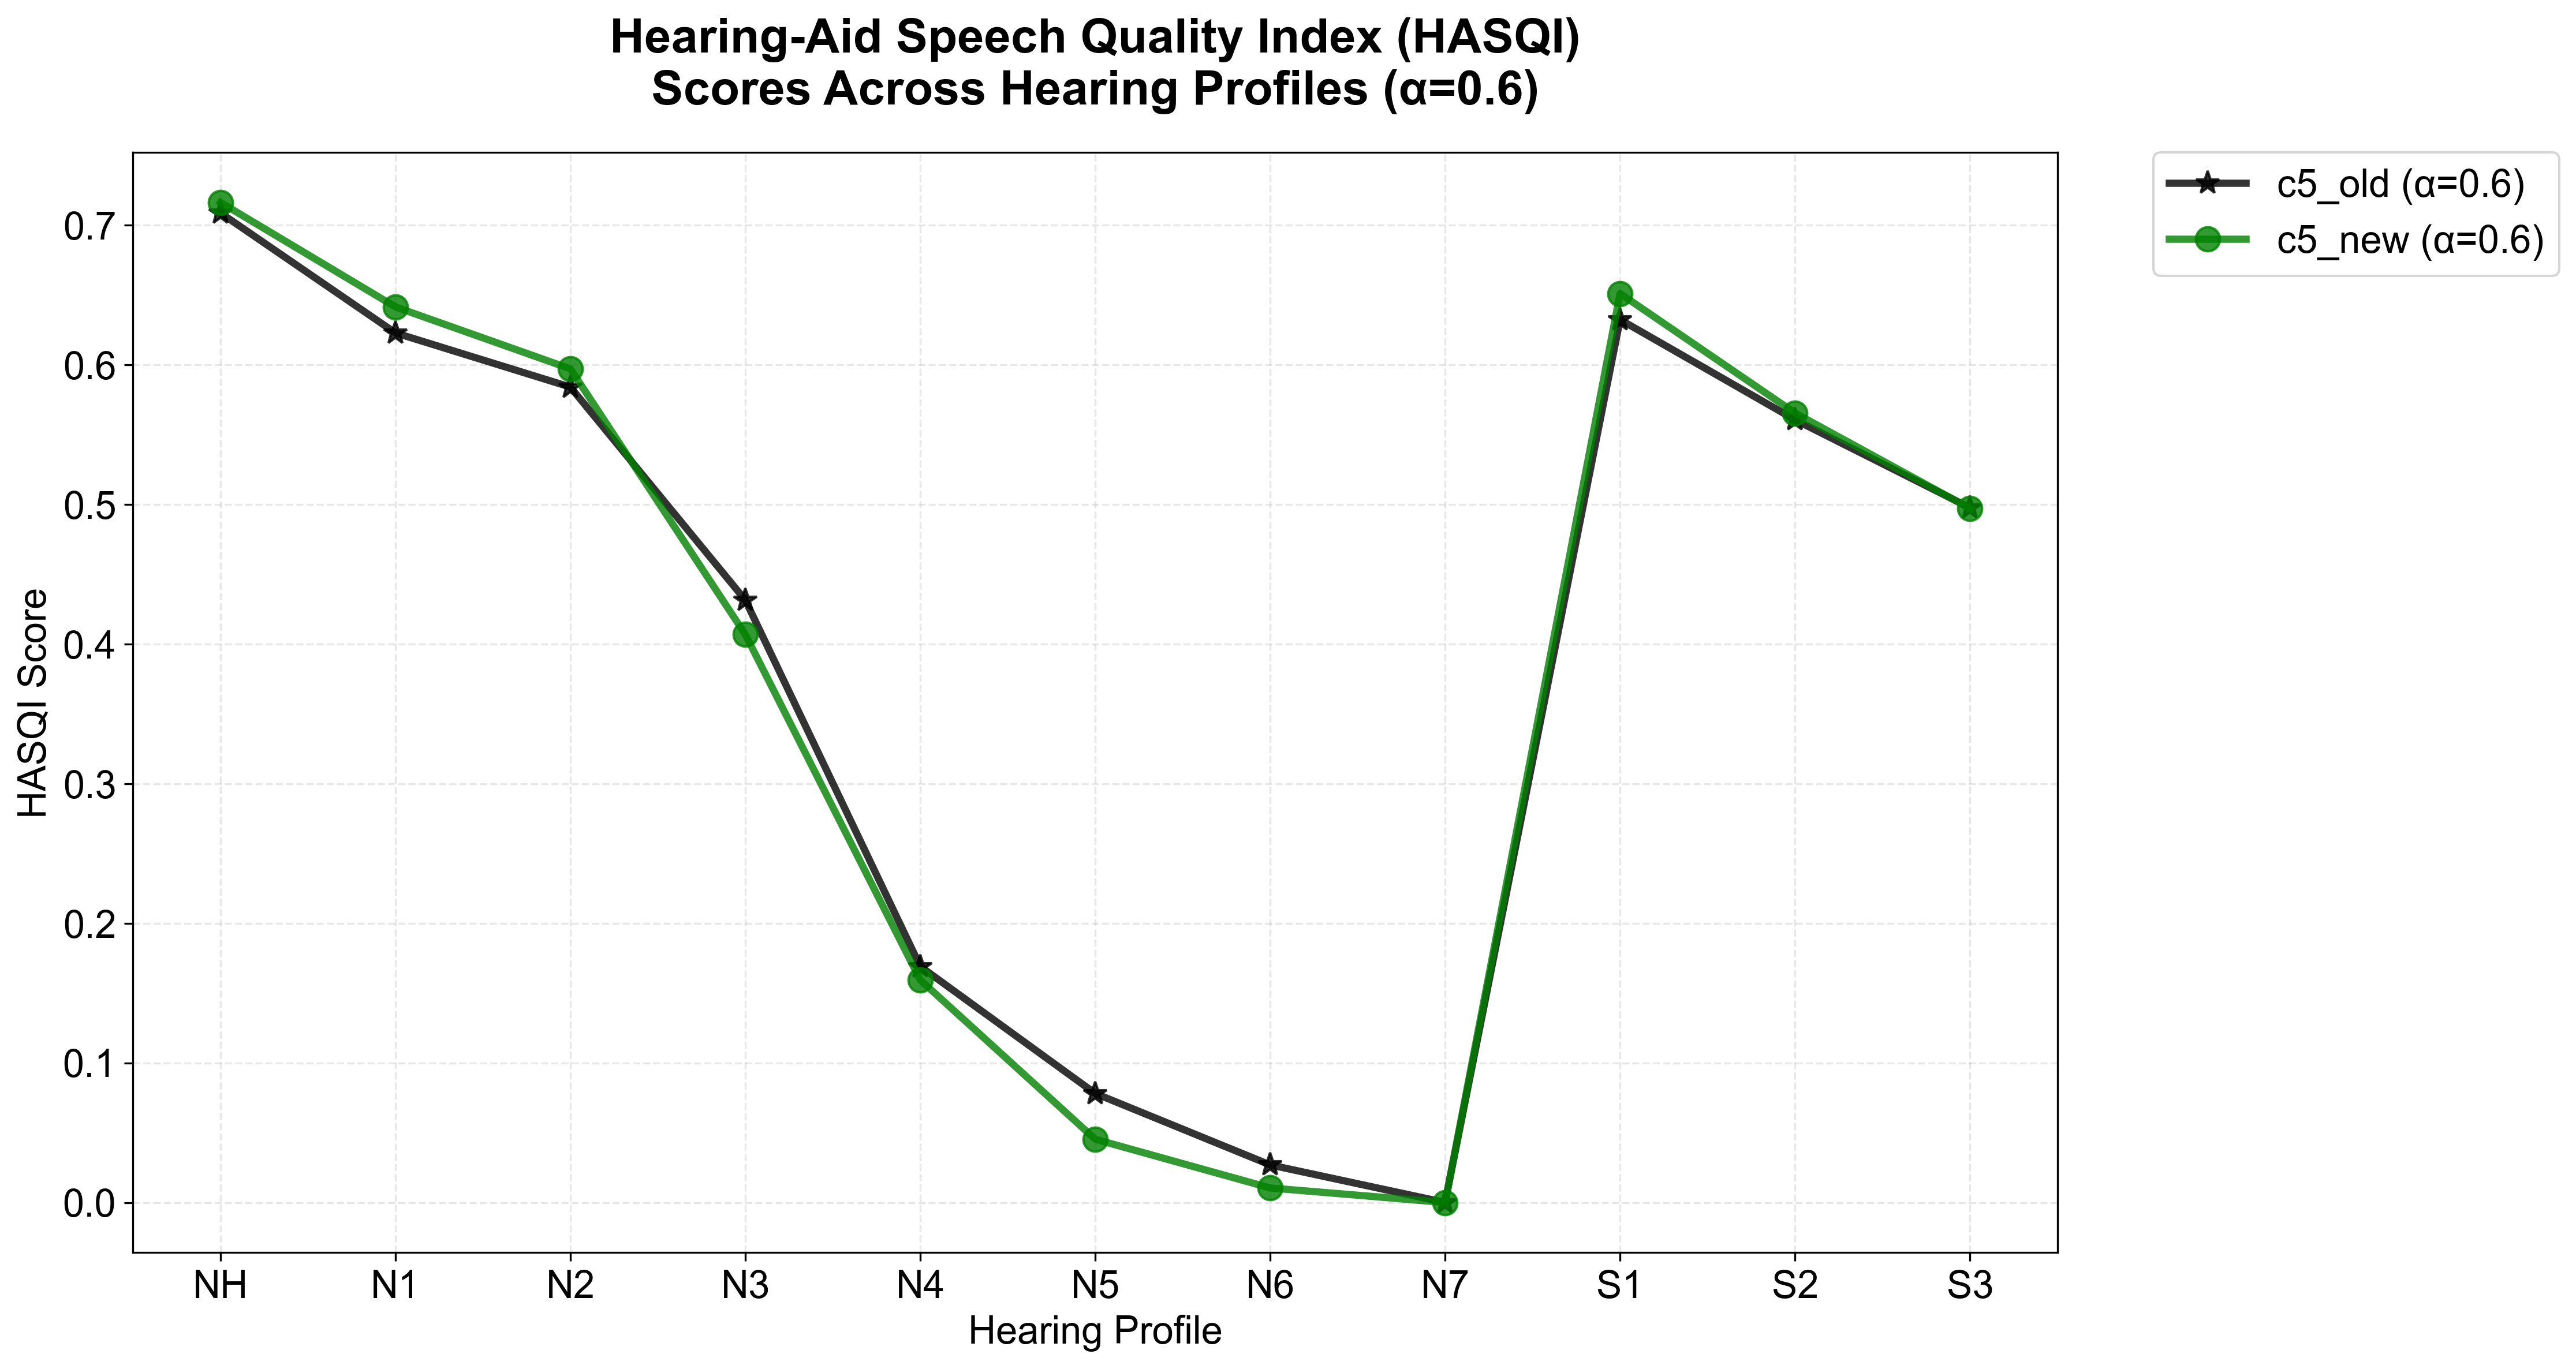 Hearing-Aid Speech Quality Index (HASQI)
Scores Across Hearing Profiles (α=0.6)
c5_old (α=0.6)
c5_new (α=0.6)
HASQI Score
0.7
0.6
0.5
0.4
0.3
0.2
0.1
0.0
NH N1 N2 N3 N4 N5 N6 N7 S1 S2 S3
Hearing Profile